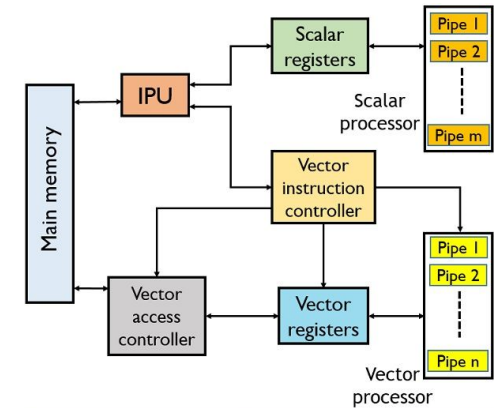 Main memory
IPU
Scalar
registers
Pipe 1
Pipe 2
Pipe m
Scalar
processor
Vector
instruction
controller
Vector
access
controller
Vector
registers
Pipe 1
Pipe 2
Pipe n
Vector
processor